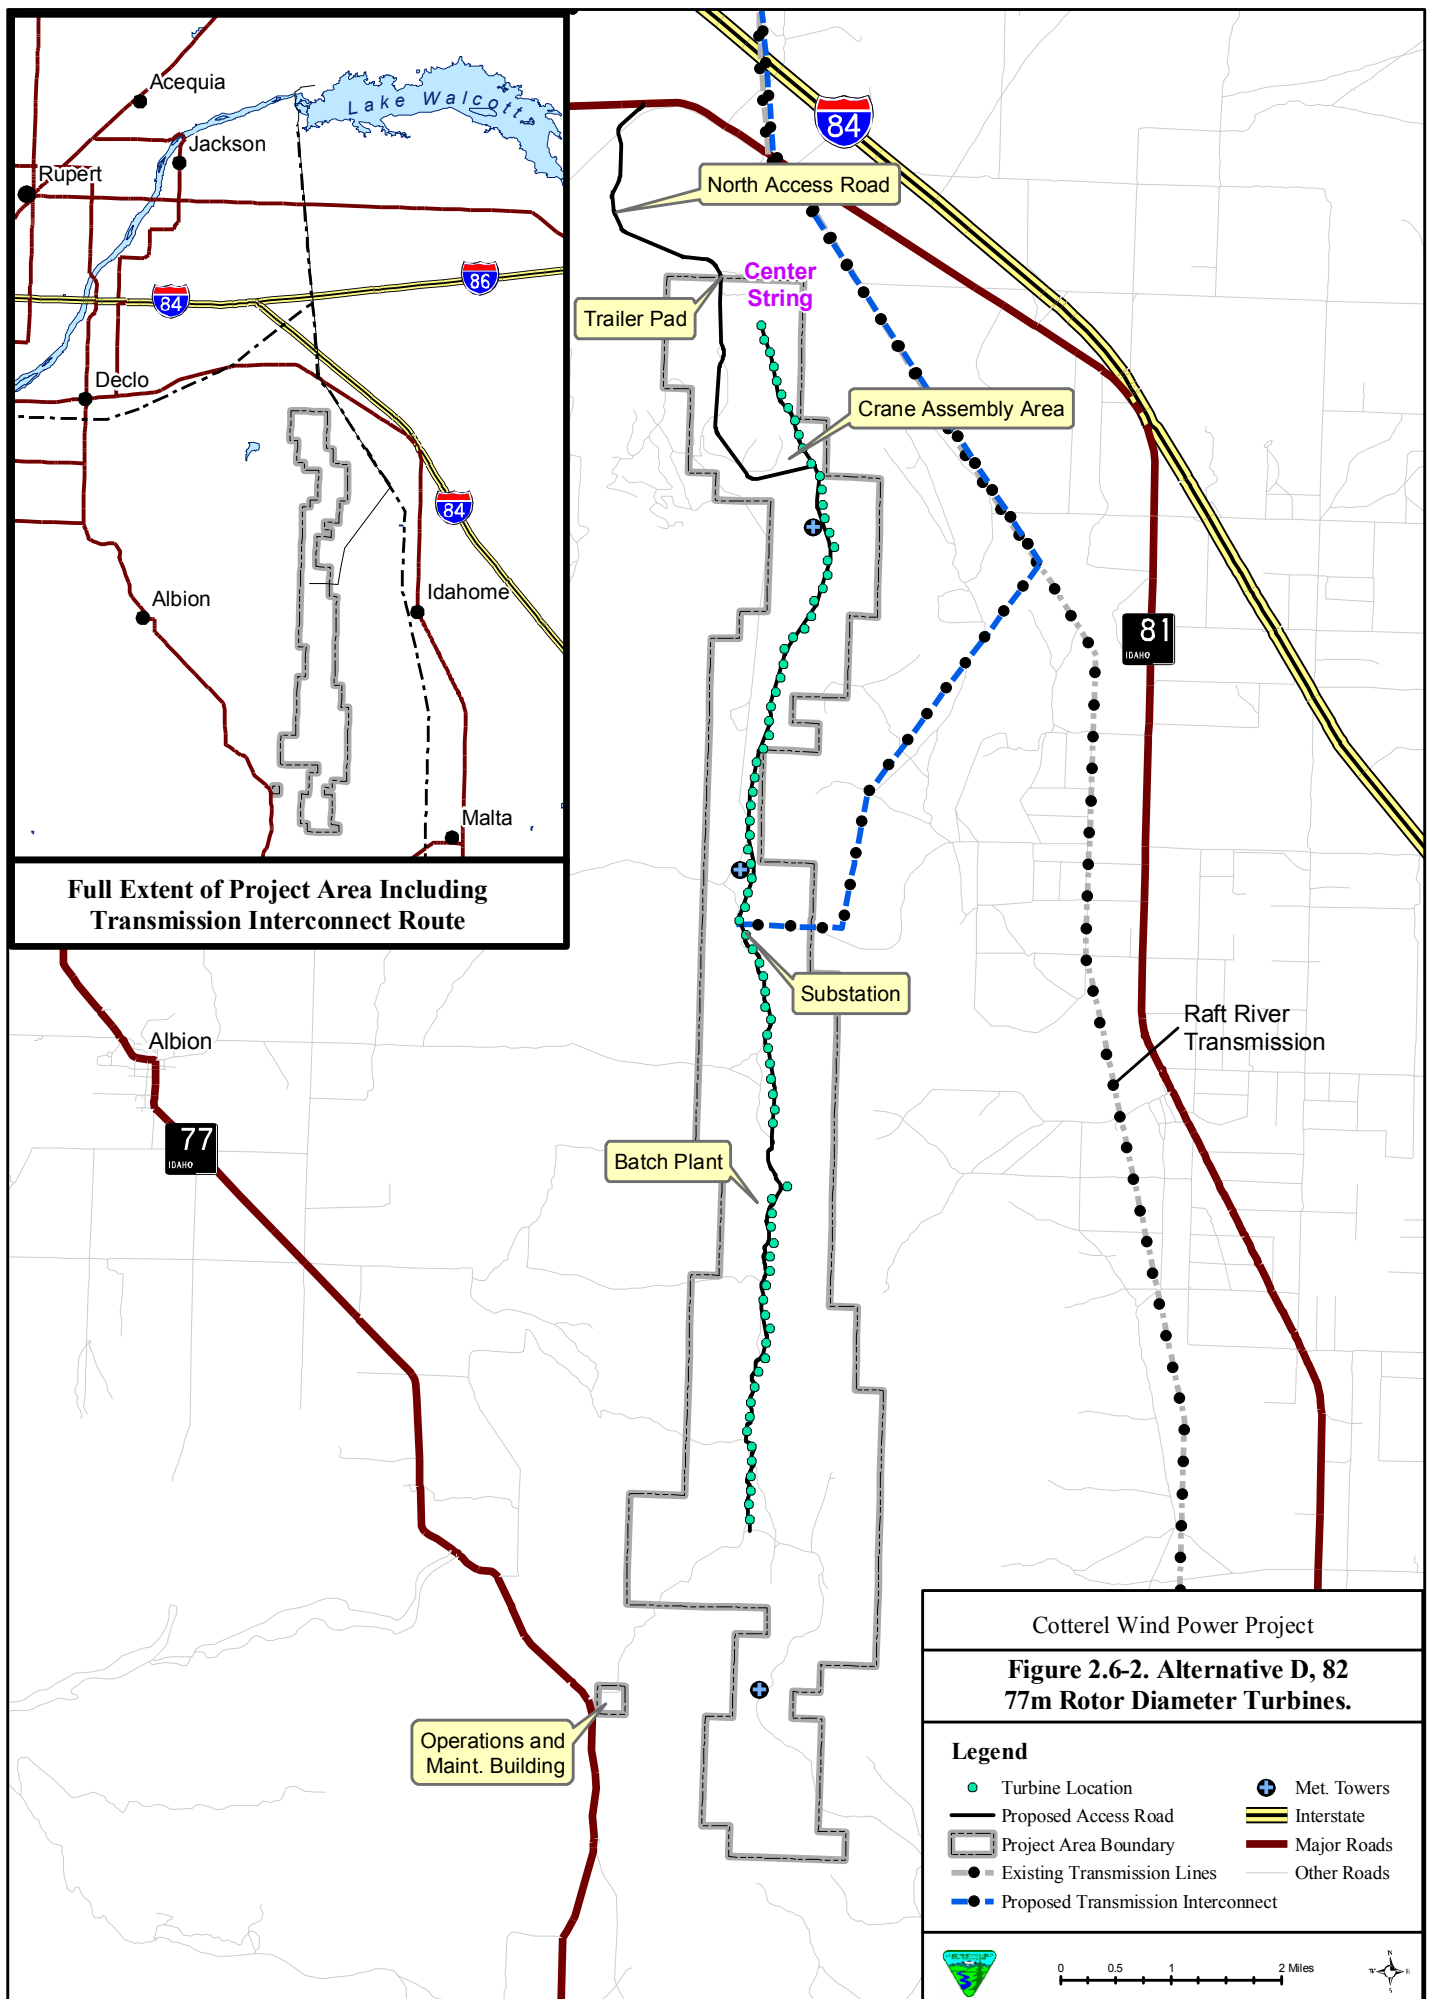 Acequia
Lake Walcott
Jackson
Rupert
86
84
Declo
84
Albion
Idahome
Malta
Full Extent of Project Area Including
Transmission Interconnect Route
84
North Access Road
Center
String
Trailer Pad
Crane Assembly Area
81
IDAHO
Substation
Raft River
Transmission
Albion
77
IDAHO
Batch Plant
Operations and
Maint. Building
Cotterel Wind Power Project
Figure 2.6-2. Alternative D, 82
77m Rotor Diameter Turbines.
Legend
Turbine Location
Met. Towers
Proposed Access Road
Interstate
Project Area Boundary
Major Roads
Existing Transmission Lines
Other Roads
Proposed Transmission Interconnect
0 0.5 1 2 Miles
N
W E
S